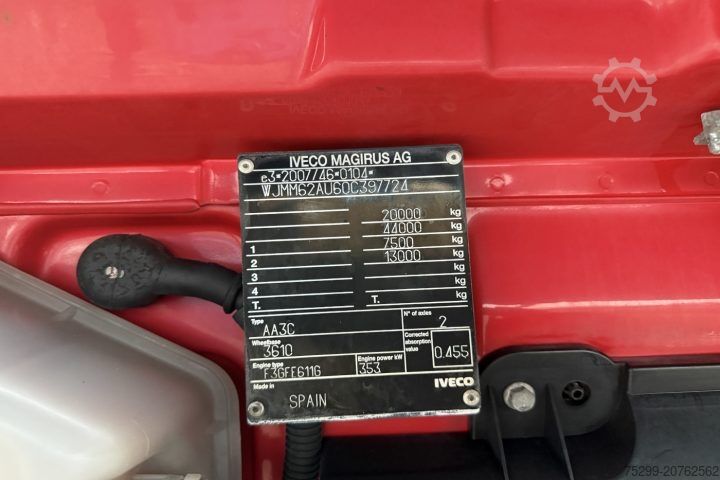 IVECO MAGIRUS AG
e3*2007/46*0104*
WJMM62AU60C397724
20000 kg
44000 kg
1 7500 kg
2 13000 kg
3 kg
4 kg
T. T. kg
Type AA3C N° of axles 2
Wheelbase 3610 Corrected absorption value 0.455
Engine type F3GFE611G Engine power kW 353
Made in SPAIN IVECO
75299-20762562